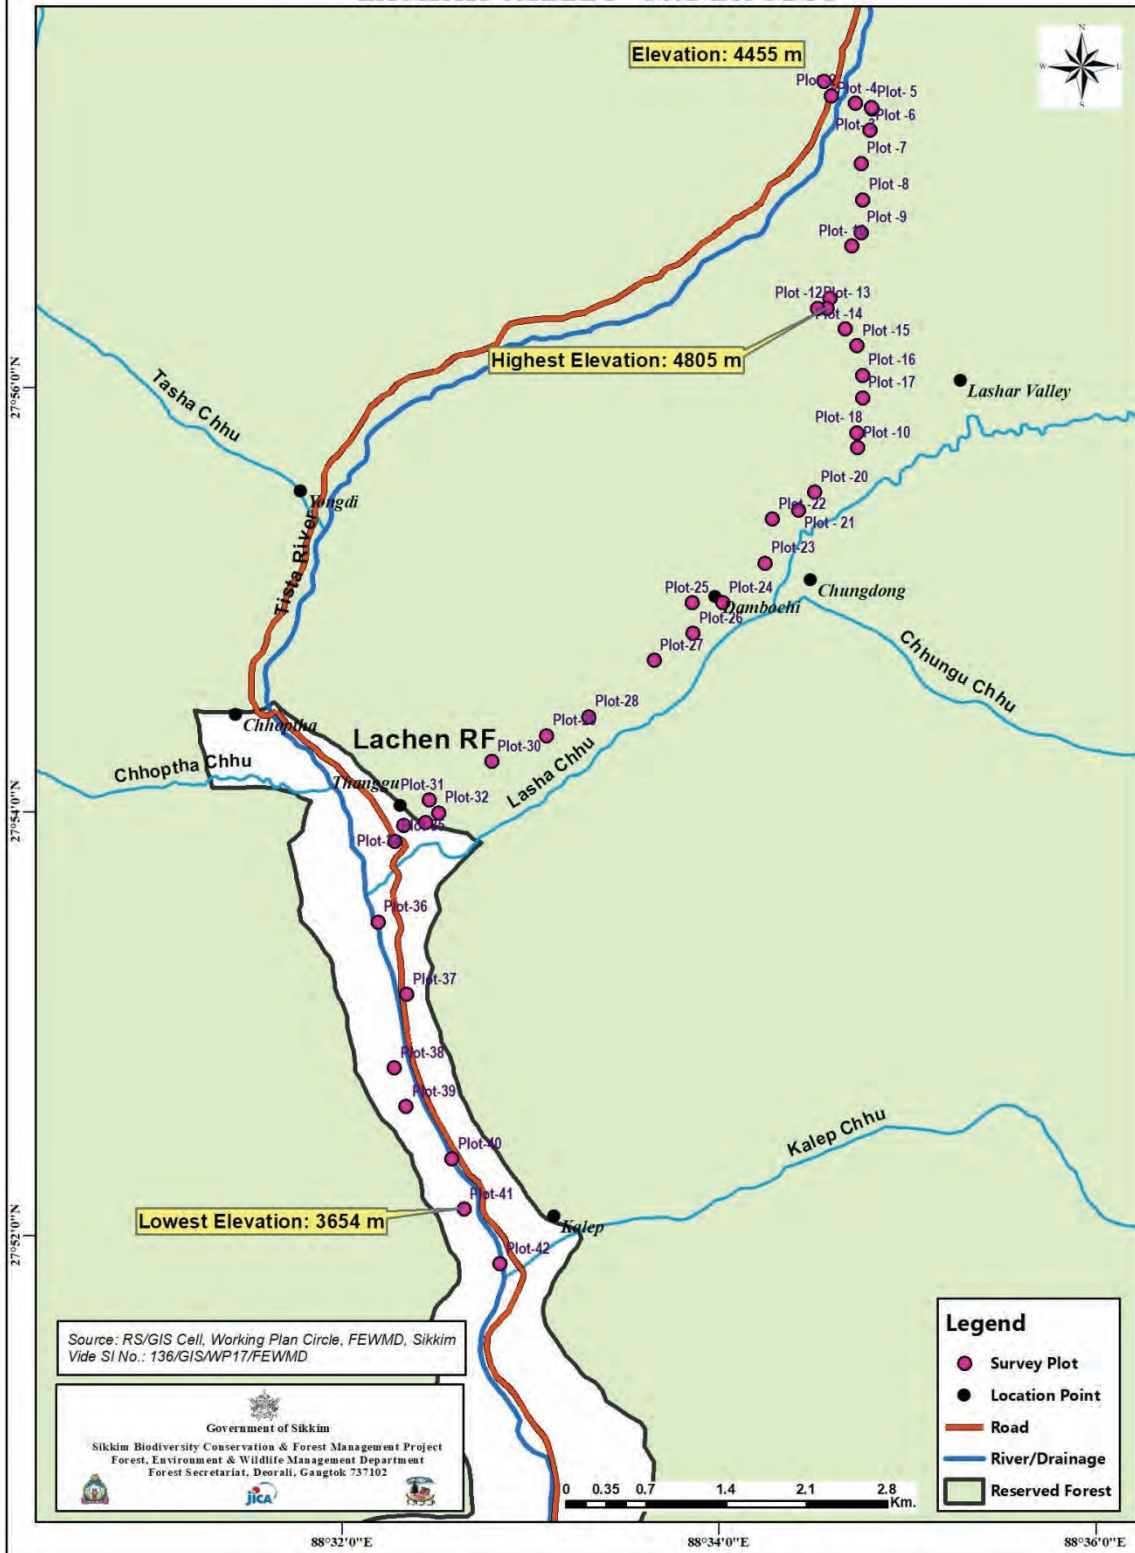 Elevation: 4455 m
N
W
E
S
Plot -4
Plot- 5
Plot -6
Plot -7
Plot -8
Plot -9
Plot -12
Plot- 13
Plot -14
Plot -15
Highest Elevation: 4805 m
Plot -16
Plot -17
27°56'0"N
Lashar Valley
Tasha Chhu
Plot- 18
Plot -10
Plot -20
Yongdi
Plot -22
Plot - 21
Tista River
Plot-23
Chungdong
Plot-25
Plot-24
Dambochi
Plot-26
Plot-27
Chhungu Chhu
Plot-28
Chhoptha
Lachen RF
Plot-30
Lasha Chhu
Chhoptha Chhu
Thanggu
Plot-31
Plot-32
27°54'0"N
Plot-36
Plot-37
Plot-38
Plot-39
Kalep Chhu
Plot-40
Plot-41
Lowest Elevation: 3654 m
Kalep
27°52'0"N
Plot-42
Source: RS/GIS Cell, Working Plan Circle, FEWMD, Sikkim
Vide SI No.: 136/GIS/WP17/FEWMD
Government of Sikkim
Sikkim Biodiversity Conservation & Forest Management Project
Forest, Environment & Wildlife Management Department
Forest Secretariat, Deorali, Gangtok 737102
jICA
0 0.35 0.7 1.4 2.1 2.8
Km.
Legend
Survey Plot
Location Point
Road
River/Drainage
Reserved Forest
88°32'0"E
88°34'0"E
88°36'0"E